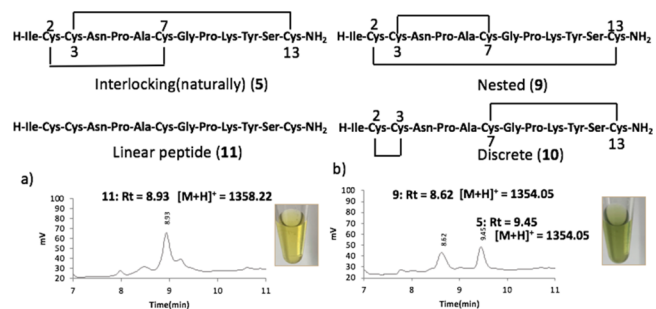 2 7
H-Ile-Cys-Cys-Asn-Pro-Ala-Cys-Gly-Pro-Lys-Tyr-Ser-Cys-NH2
3 13
Interlocking(naturally) (5)
2 13
H-Ile-Cys-Cys-Asn-Pro-Ala-Cys-Gly-Pro-Lys-Tyr-Ser-Cys-NH2
3 7
Nested (9)
H-Ile-Cys-Cys-Asn-Pro-Ala-Cys-Gly-Pro-Lys-Tyr-Ser-Cys-NH2
Linear peptide (11)
2 3
H-Ile-Cys-Cys-Asn-Pro-Ala-Cys-Gly-Pro-Lys-Tyr-Ser-Cys-NH2
7 13
Discrete (10)
a)
11: Rt = 8.93 [M+H]+ = 1358.22
8.93
mV
100
90
80
70
60
50
40
30
20
7 8 9 10 11
Time(min)
b)
9: Rt = 8.62 [M+H]+ = 1354.05
5: Rt = 9.45
[M+H]+ = 1354.05
8.62
9.45
mV
100
90
80
70
60
50
40
30
20
7 8 9 10 11
Time(min)